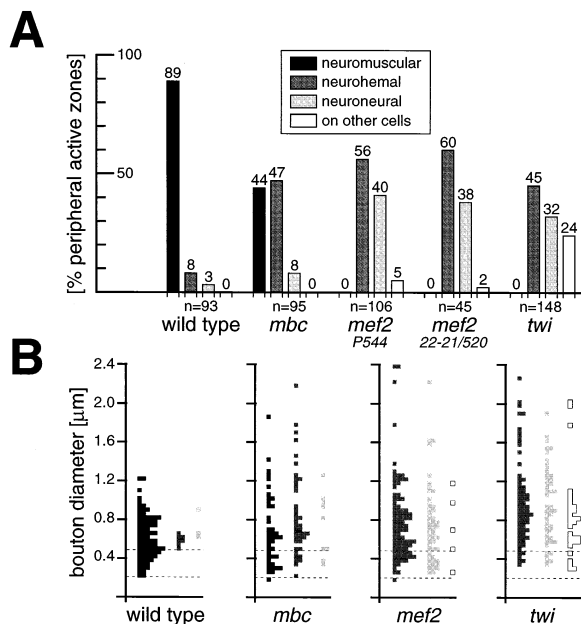 A
[% peripheral active zones]
100
50
neuromuscular
neurohemal
neuroneural
on other cells
89 8 3 0
44 47 8 0
0 56 40 5
0 60 38 2
0 45 32 24
n=93 n=95 n=106 n=45 n=148
wild type mbc mef2 mef2 twi
P544 22-21/520
B
bouton diameter [µm]
2.4
2.0
1.6
1.2
0.8
0.4
wild type mbc mef2 twi